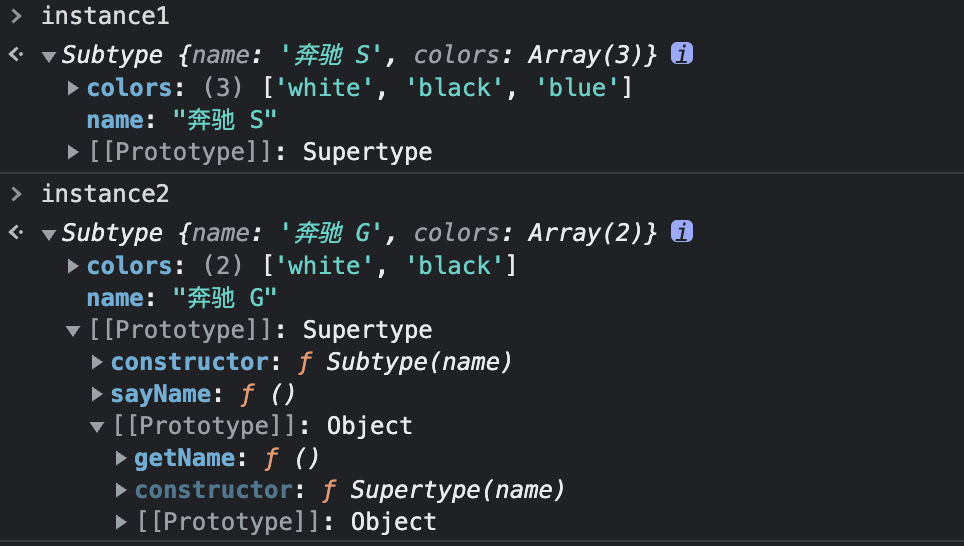 instance1
Subtype {name: '奔驰 S', colors: Array(3)} i
colors: (3) ['white', 'black', 'blue']
name: "奔驰 S"
[[Prototype]]: Supertype
instance2
Subtype {name: '奔驰 G', colors: Array(2)} i
colors: (2) ['white', 'black']
name: "奔驰 G"
[[Prototype]]: Supertype
constructor: ƒ Subtype(name)
sayName: ƒ ()
[[Prototype]]: Object
getName: ƒ ()
constructor: ƒ Supertype(name)
[[Prototype]]: Object